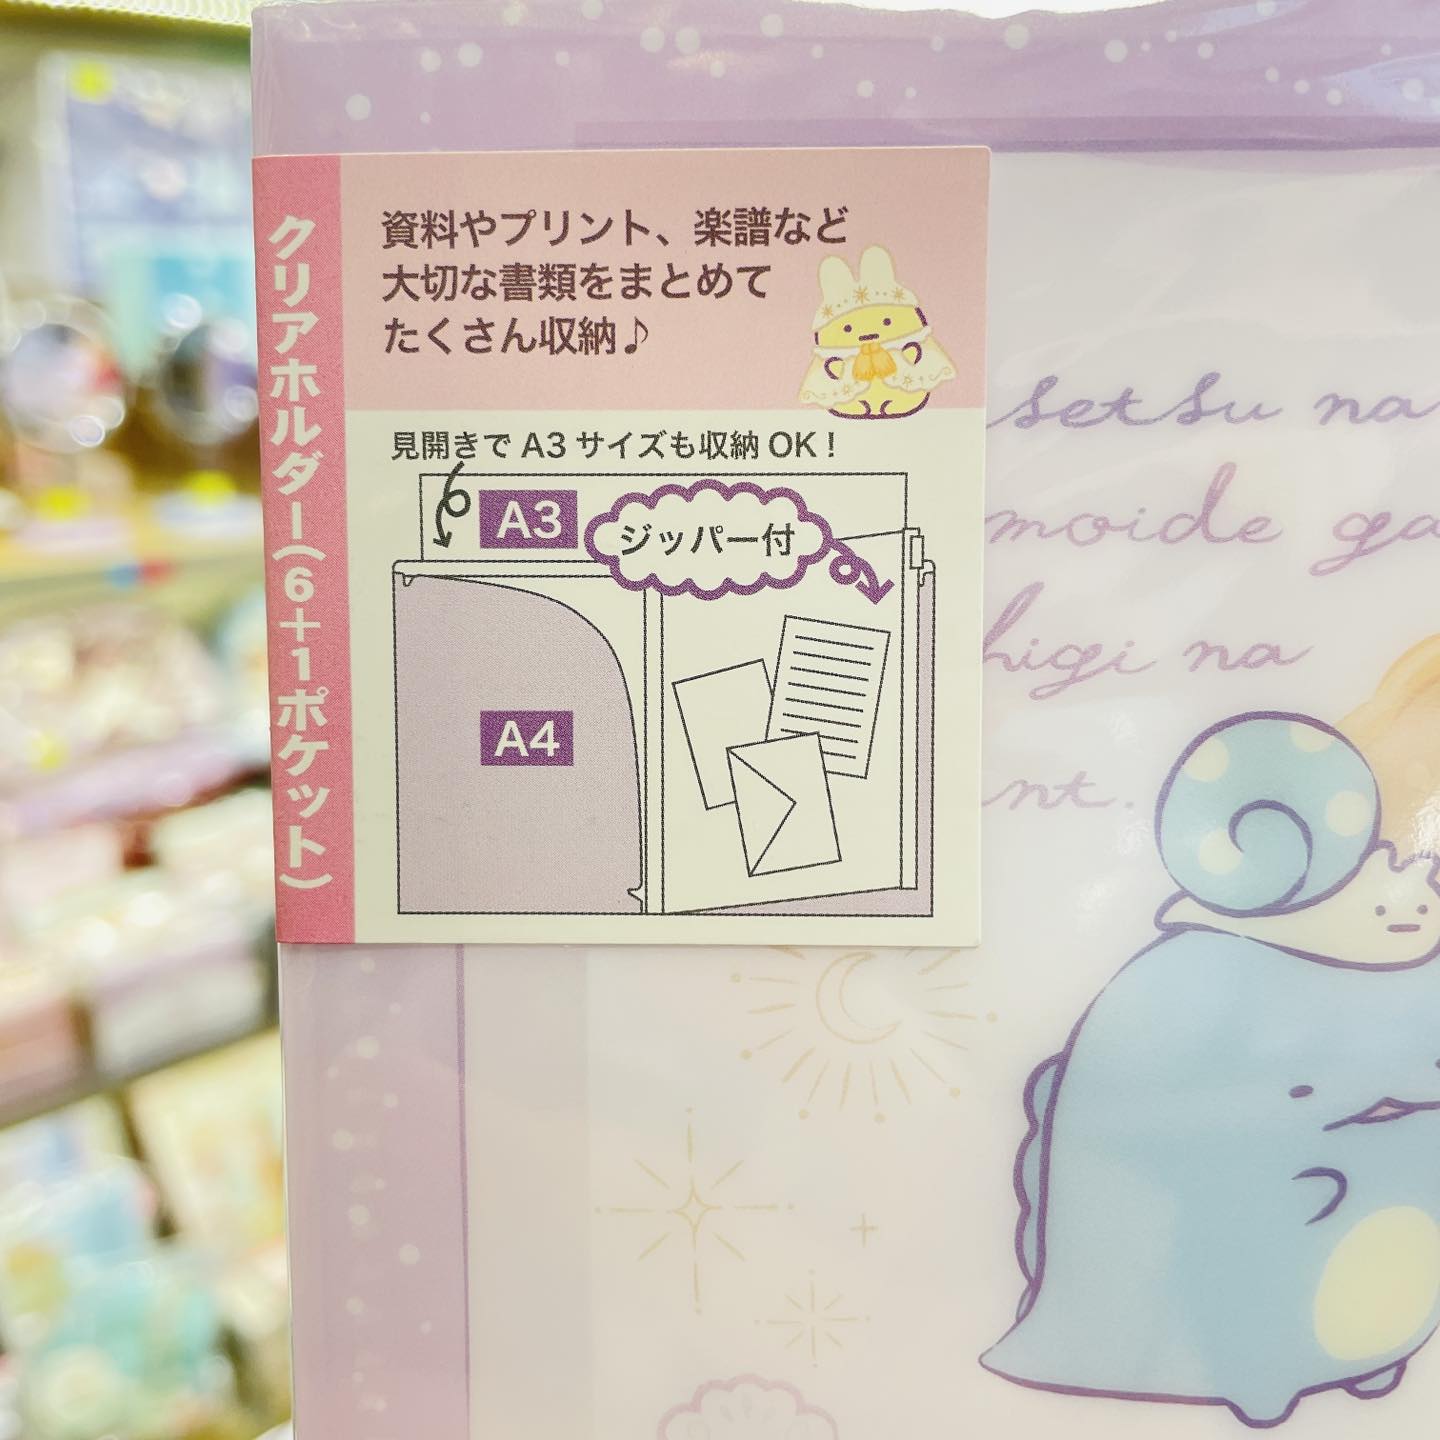 クリアホルダー(6+1ポケット)
資料やプリント、楽譜など
大切な書類をまとめて
たくさん収納♪
見開きでA3サイズも収納OK!
A3
ジッパー付
A4
setsu na
moide ga
higi na
nt.